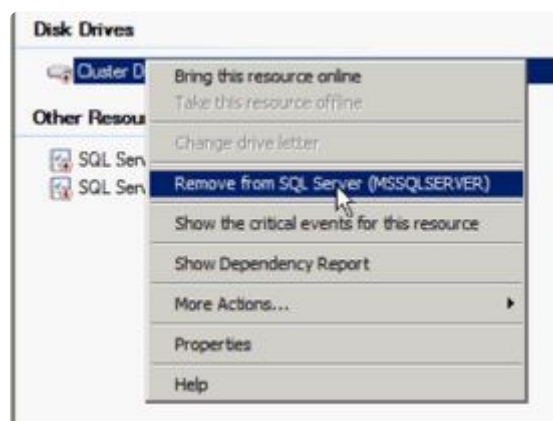 Disk Drives
Cluster D
Bring this resource online
Take this resource offline
Other Resou
Change drive letter
SQL Serv
SQL Serv
Remove from SQL Server (MSSQLSERVER)
Show the critical events for this resource
Show Dependency Report
More Actions...
Properties
Help